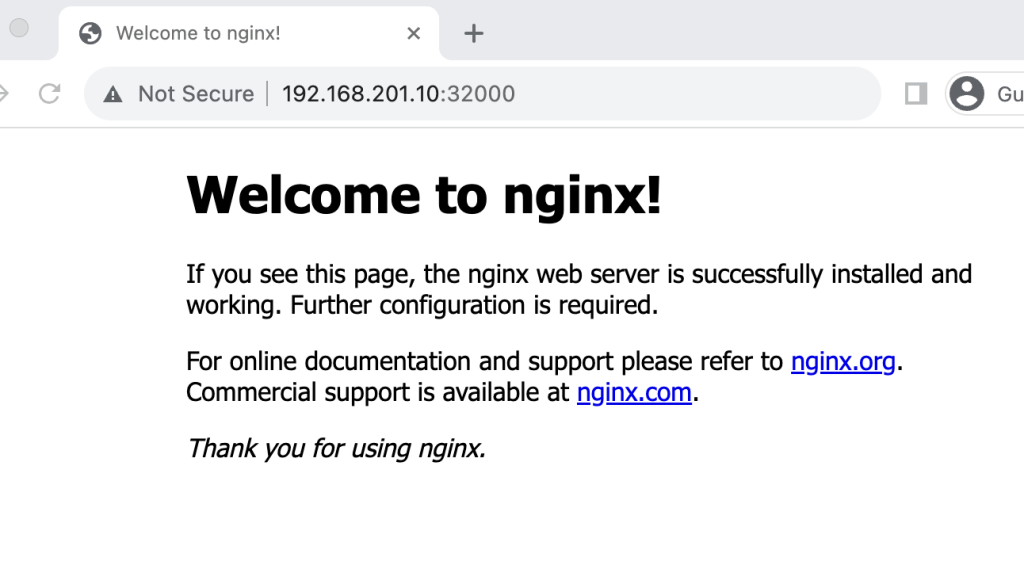 Welcome to nginx!
Not Secure 192.168.201.10:32000
Welcome to nginx!
If you see this page, the nginx web server is successfully installed and
working. Further configuration is required.
For online documentation and support please refer to nginx.org.
Commercial support is available at nginx.com.
Thank you for using nginx.